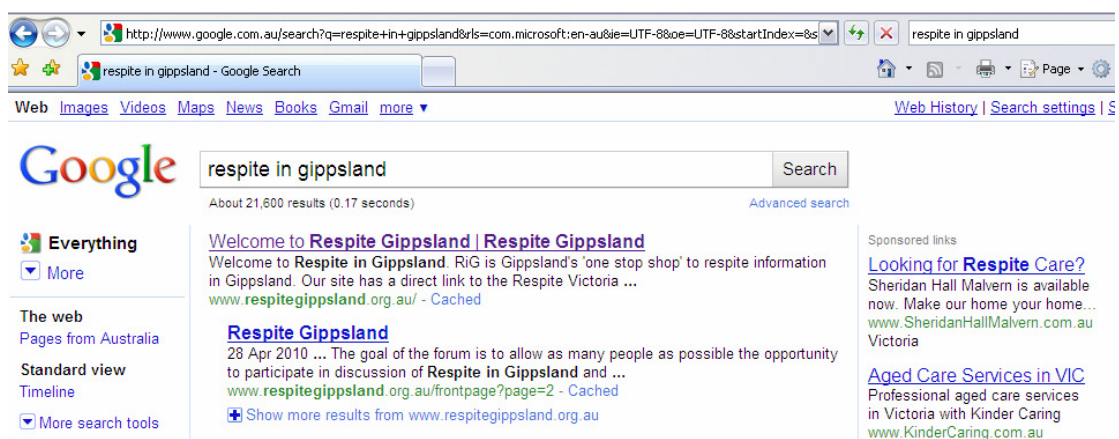 http://www.google.com.au/search?q=respite+in+gippsland&rls=com.microsoft:en-au&ie=UTF-8&oe=UTF-8&startIndex=&s
respite in gippsland
respite in gippsland - Google Search
Page
Web Images Videos Maps News Books Gmail more ▼
Web History | Search settings | S
Google
respite in gippsland
Search
About 21,600 results (0.17 seconds)
Advanced search
Everything
More
The web
Pages from Australia
Standard view
Timeline
More search tools
Welcome to Respite Gippsland | Respite Gippsland
Welcome to Respite in Gippsland. RiG is Gippsland's 'one stop shop' to respite information
in Gippsland. Our site has a direct link to the Respite Victoria ...
www.respitegippsland.org.au/ - Cached
Respite Gippsland
28 Apr 2010 ... The goal of the forum is to allow as many people as possible the opportunity
to participate in discussion of Respite in Gippsland and ...
www.respitegippsland.org.au/frontpage?page=2 - Cached
Show more results from www.respitegippsland.org.au
Sponsored links
Looking for Respite Care?
Sheridan Hall Malvern is available
now. Make our home your home...
www.SheridanHallMalvern.com.au
Victoria
Aged Care Services in VIC
Professional aged care services
in Victoria with Kinder Caring
www.KinderCaring.com.au